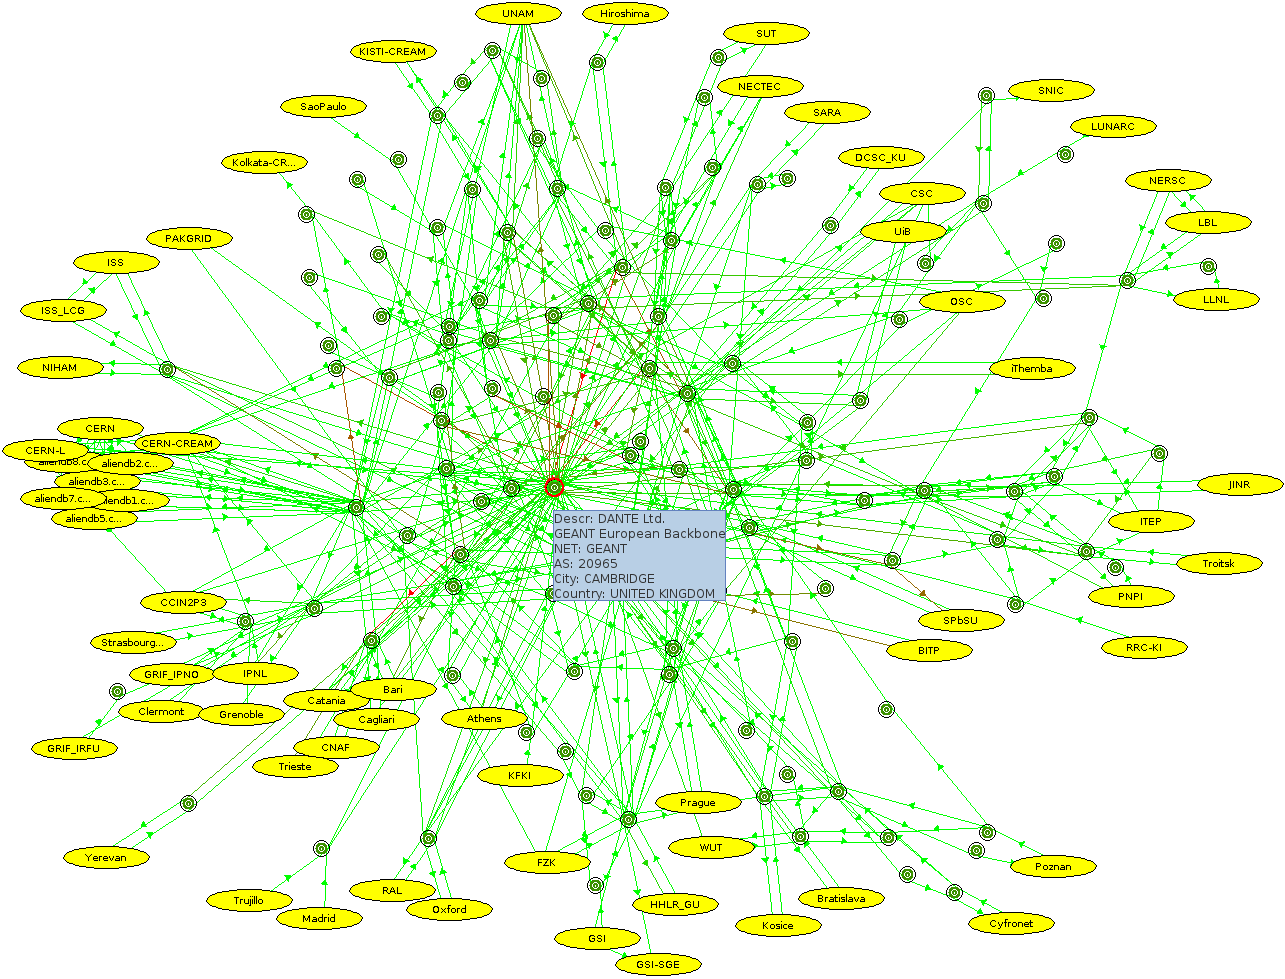 UNAM
Hiroshima
SUT
KISTI-CREAM
NECTEC
SNIC
SaoPaulo
SARA
LUNARC
Kolkata-CR...
DCSC_KU
NERSC
CSC
LBL
UiB
PAKGRID
ISS
LLNL
OSC
ISS_LCG
NIHAM
iThemba
CERN
CERN-CREAM
CERN-L
aliendb2.c...
aliendb3.c...
aliendb7.c...
aliendb5.c...
JINR
ITEP
Descr: DANTE Ltd.
GEANT European Backbone
NET: GEANT
AS: 20965
City: CAMBRIDGE
Country: UNITED KINGDOM
Troitsk
PNPI
CCIN2P3
SPbSU
Strasbourg...
BITP
RRC-KI
GRIF_IPNO
IPNL
Bari
Catania
Clermont
Grenoble
Cagliari
Athens
GRIF_IRFU
CNAF
Trieste
KFKI
Prague
WUT
Yerevan
FZK
Poznan
RAL
Trujillo
Bratislava
HHLR_GU
Oxford
Madrid
Kosice
Cyfronet
GSI
GSI-SGE